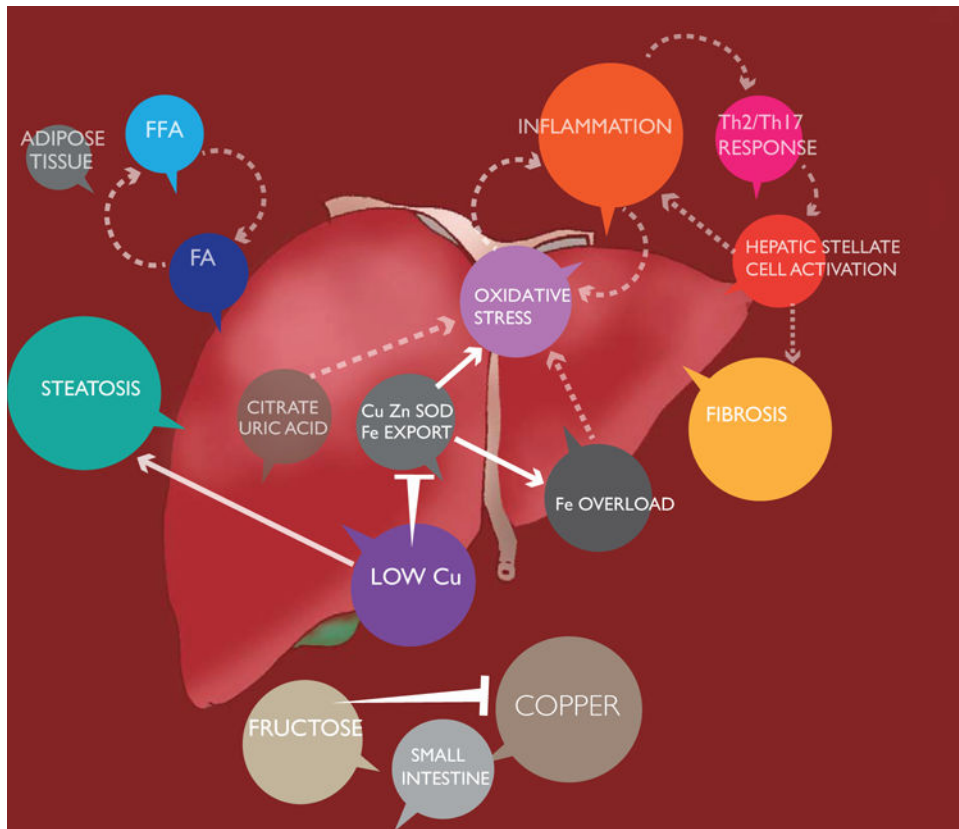 ADIPOSE
TISSUE
FFA
FA
INFLAMMATION
Th2/Th17
RESPONSE
HEPATIC STELLATE
CELL ACTIVATION
OXIDATIVE
STRESS
STEATOSIS
CITRATE
URIC ACID
Cu Zn SOD
Fe EXPORT
FIBROSIS
Fe OVERLOAD
LOW Cu
FRUCTOSE
COPPER
SMALL
INTESTINE